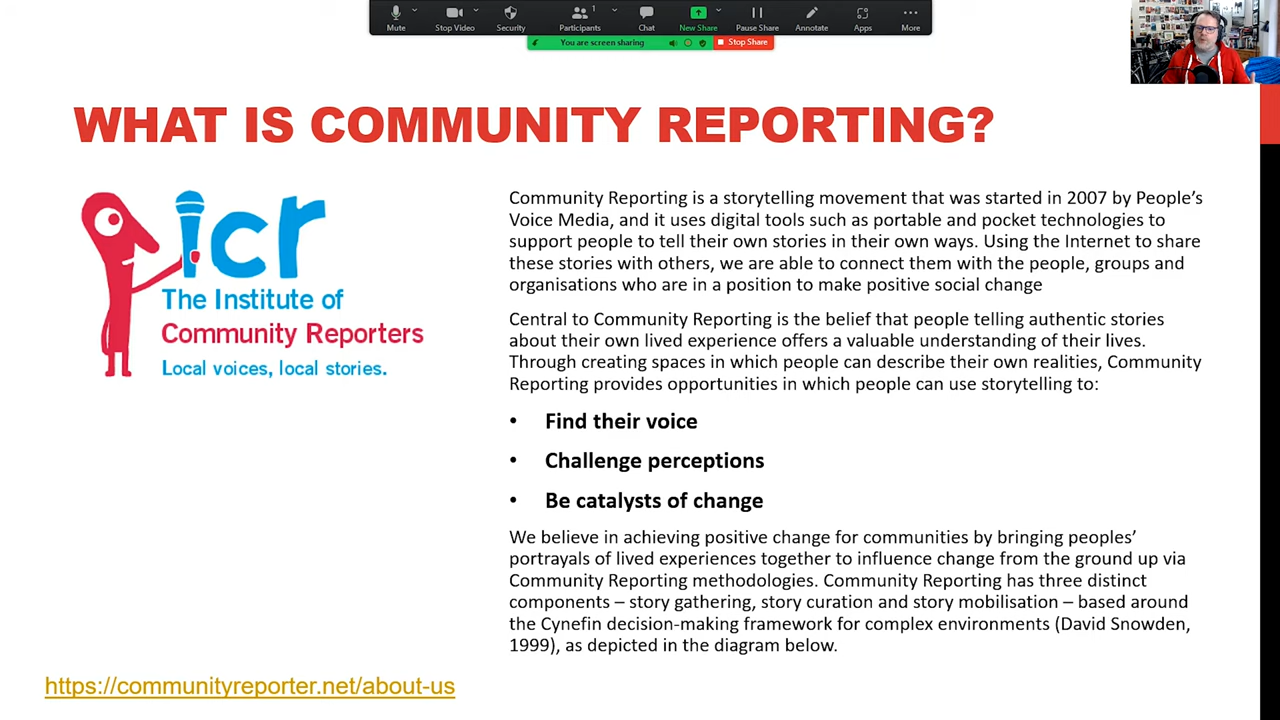 Mute
Stop Video
Security
Participants
1
Chat
New Share
Pause Share
Annotate
Apps
More
You are screen sharing
Stop Share
WHAT IS COMMUNITY REPORTING?
icr
The Institute of
Community Reporters
Local voices, local stories.
Community Reporting is a storytelling movement that was started in 2007 by People’s
Voice Media, and it uses digital tools such as portable and pocket technologies to
support people to tell their own stories in their own ways. Using the Internet to share
these stories with others, we are able to connect them with the people, groups and
organisations who are in a position to make positive social change
Central to Community Reporting is the belief that people telling authentic stories
about their own lived experience offers a valuable understanding of their lives.
Through creating spaces in which people can describe their own realities, Community
Reporting provides opportunities in which people can use storytelling to:
• Find their voice
• Challenge perceptions
• Be catalysts of change
We believe in achieving positive change for communities by bringing peoples’
portrayals of lived experiences together to influence change from the ground up via
Community Reporting methodologies. Community Reporting has three distinct
components – story gathering, story curation and story mobilisation – based around
the Cynefin decision-making framework for complex environments (David Snowden,
1999), as depicted in the diagram below.
https://communityreporter.net/about-us